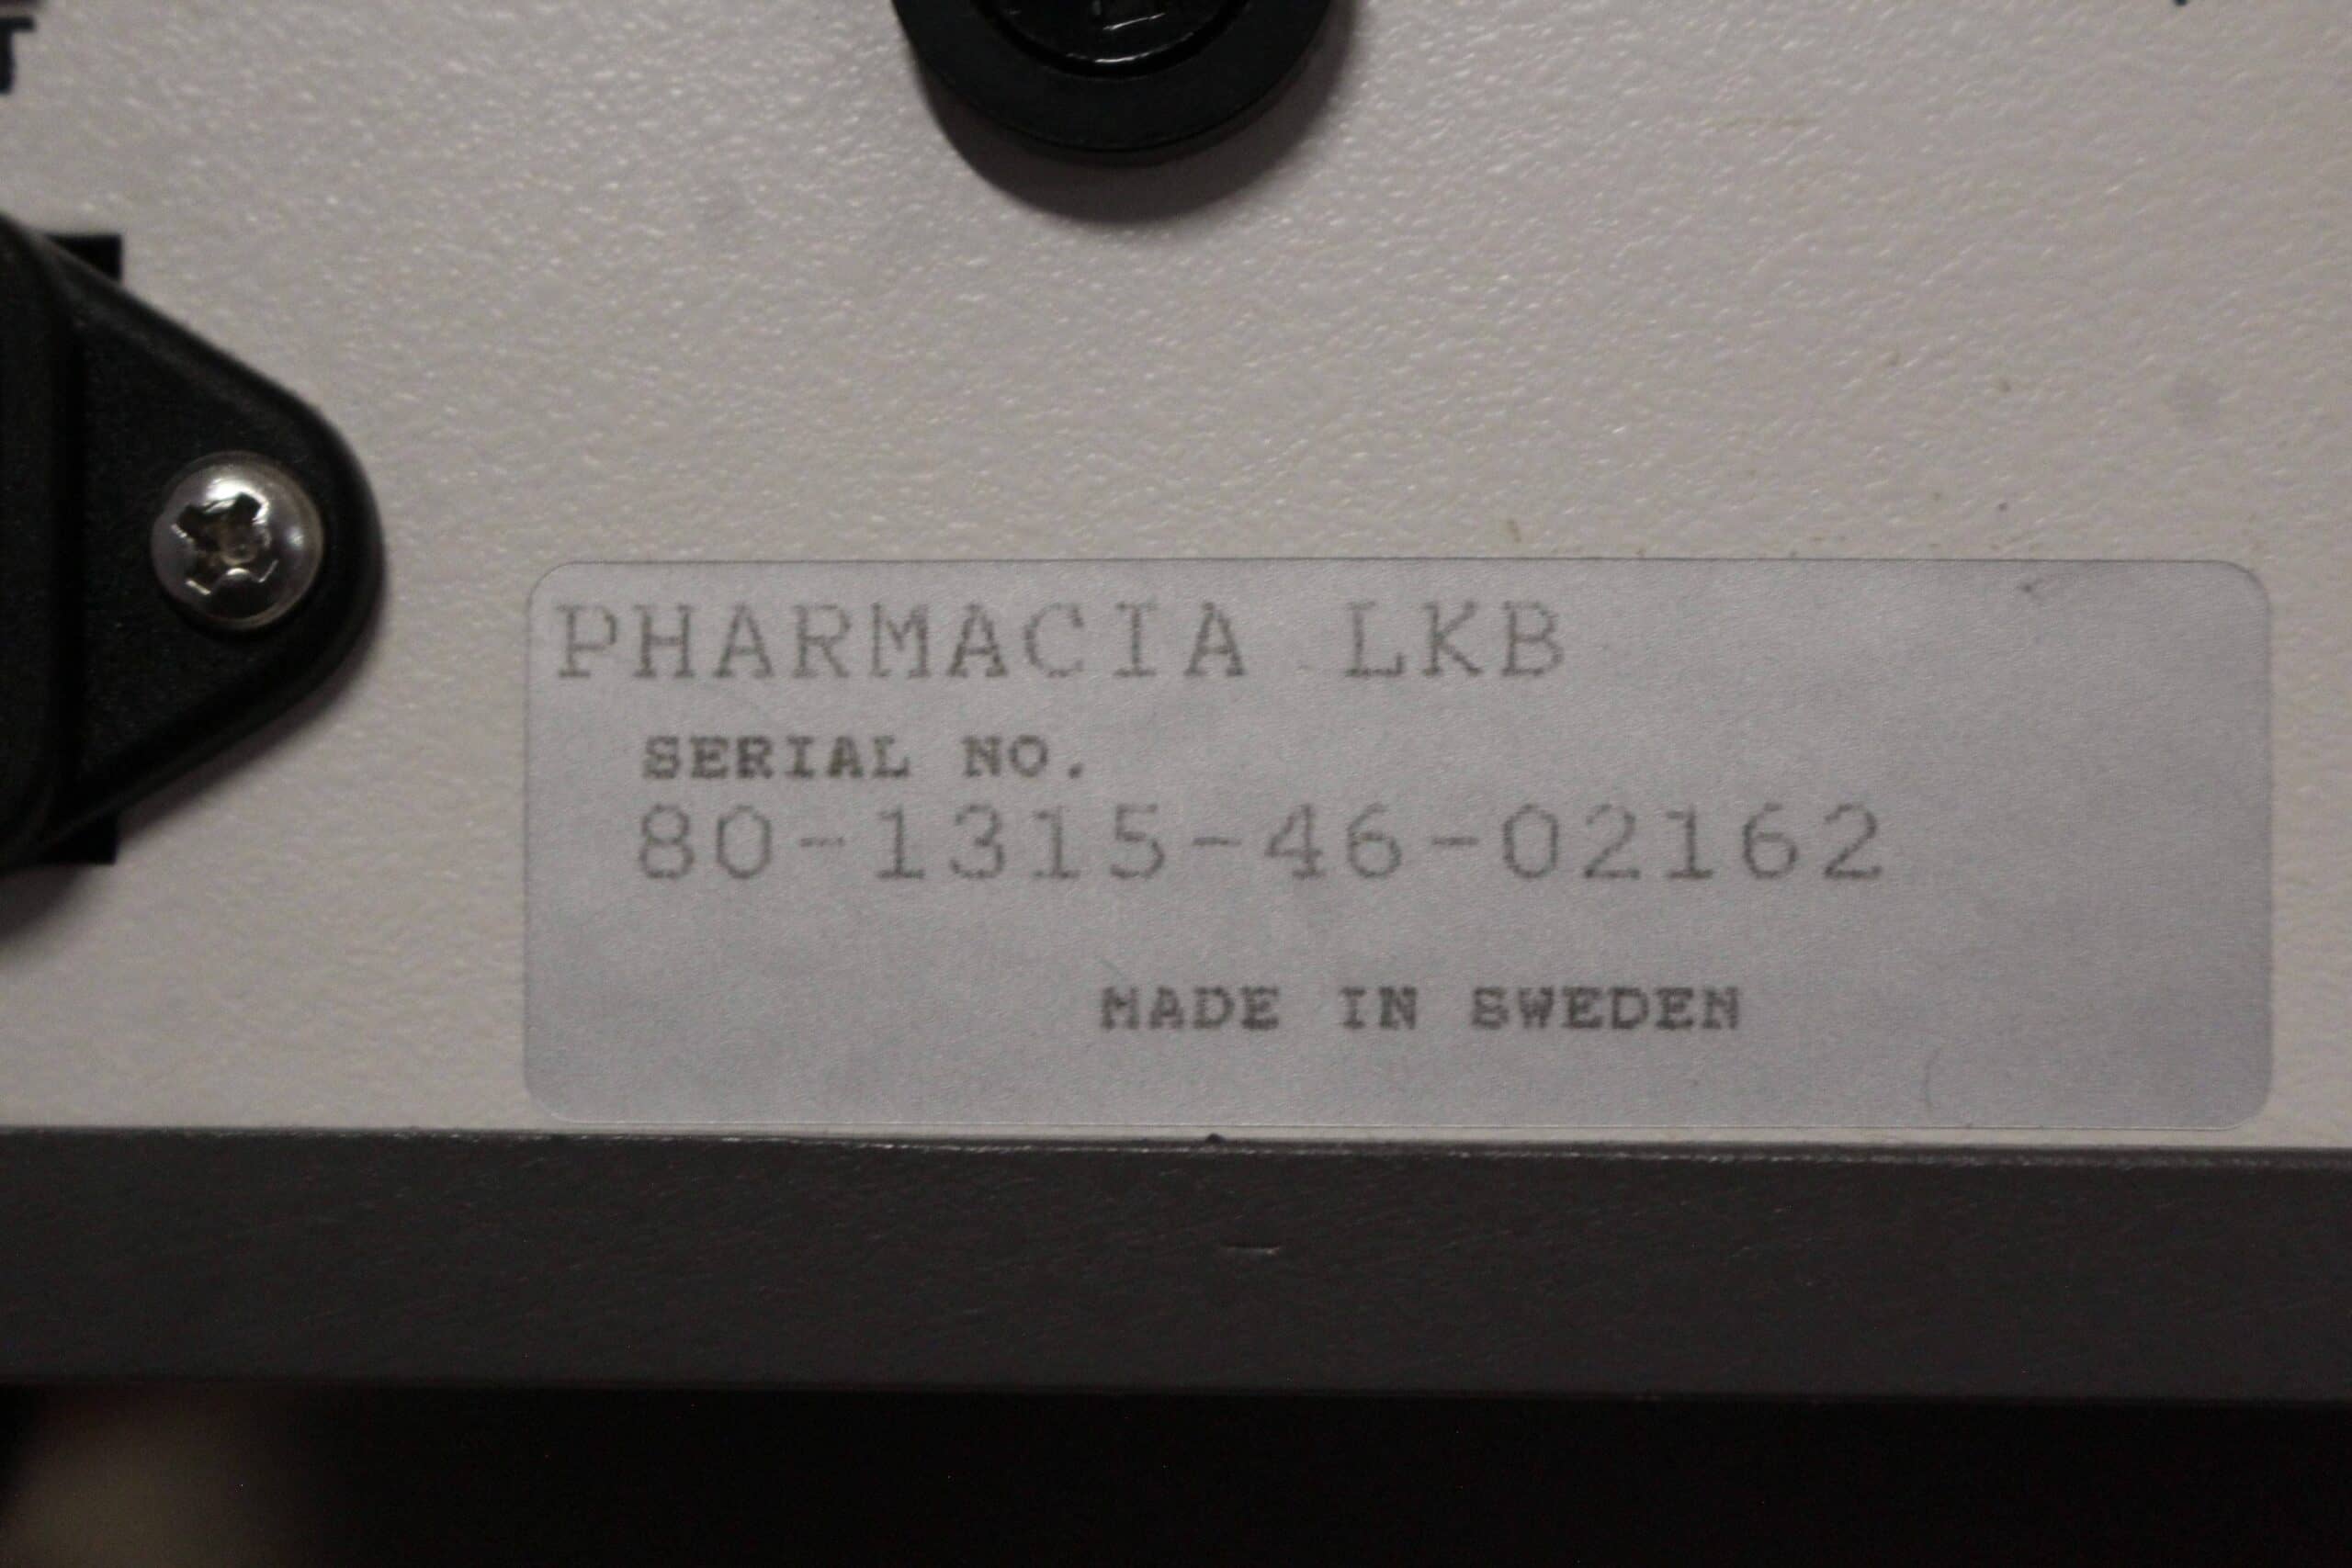 PHARMACIA LKB
SERIAL NO.
80-1315-46-02162
MADE IN SWEDEN